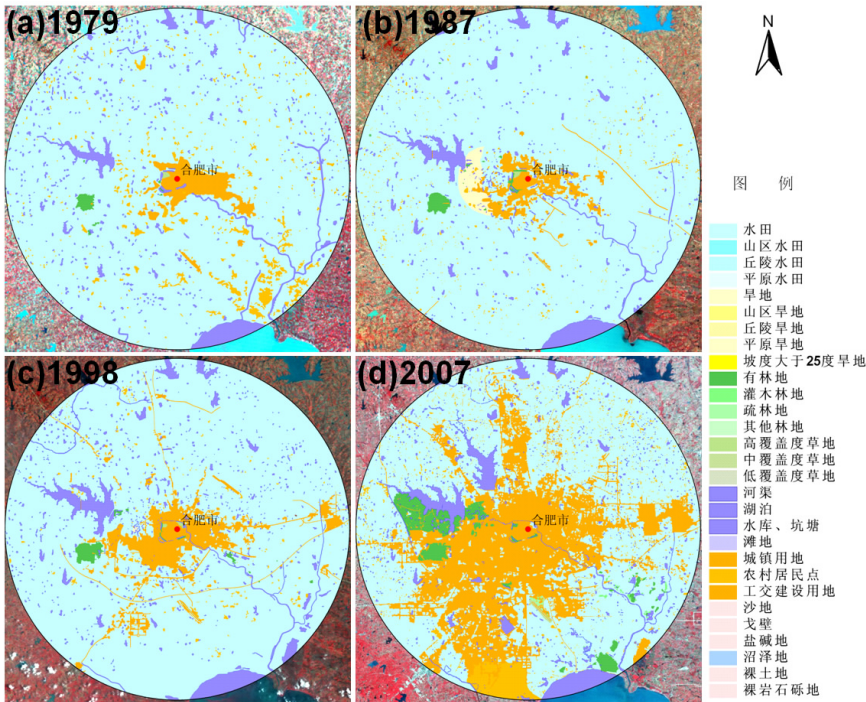 (a)1979
(b)1987
N
合肥市
合肥市
图 例
水田
山区水田
丘陵水田
平原水田
旱地
山区旱地
丘陵旱地
平原旱地
坡度大于25度旱地
有林地
灌木林地
疏林地
其他林地
高覆盖度草地
中覆盖度草地
低覆盖度草地
河渠
湖泊
水库、坑塘
滩地
城镇用地
农村居民点
工交建设用地
沙地
戈壁
盐碱地
沼泽地
裸土地
裸岩石砾地
(c)1998
(d)2007
合肥市
合肥市